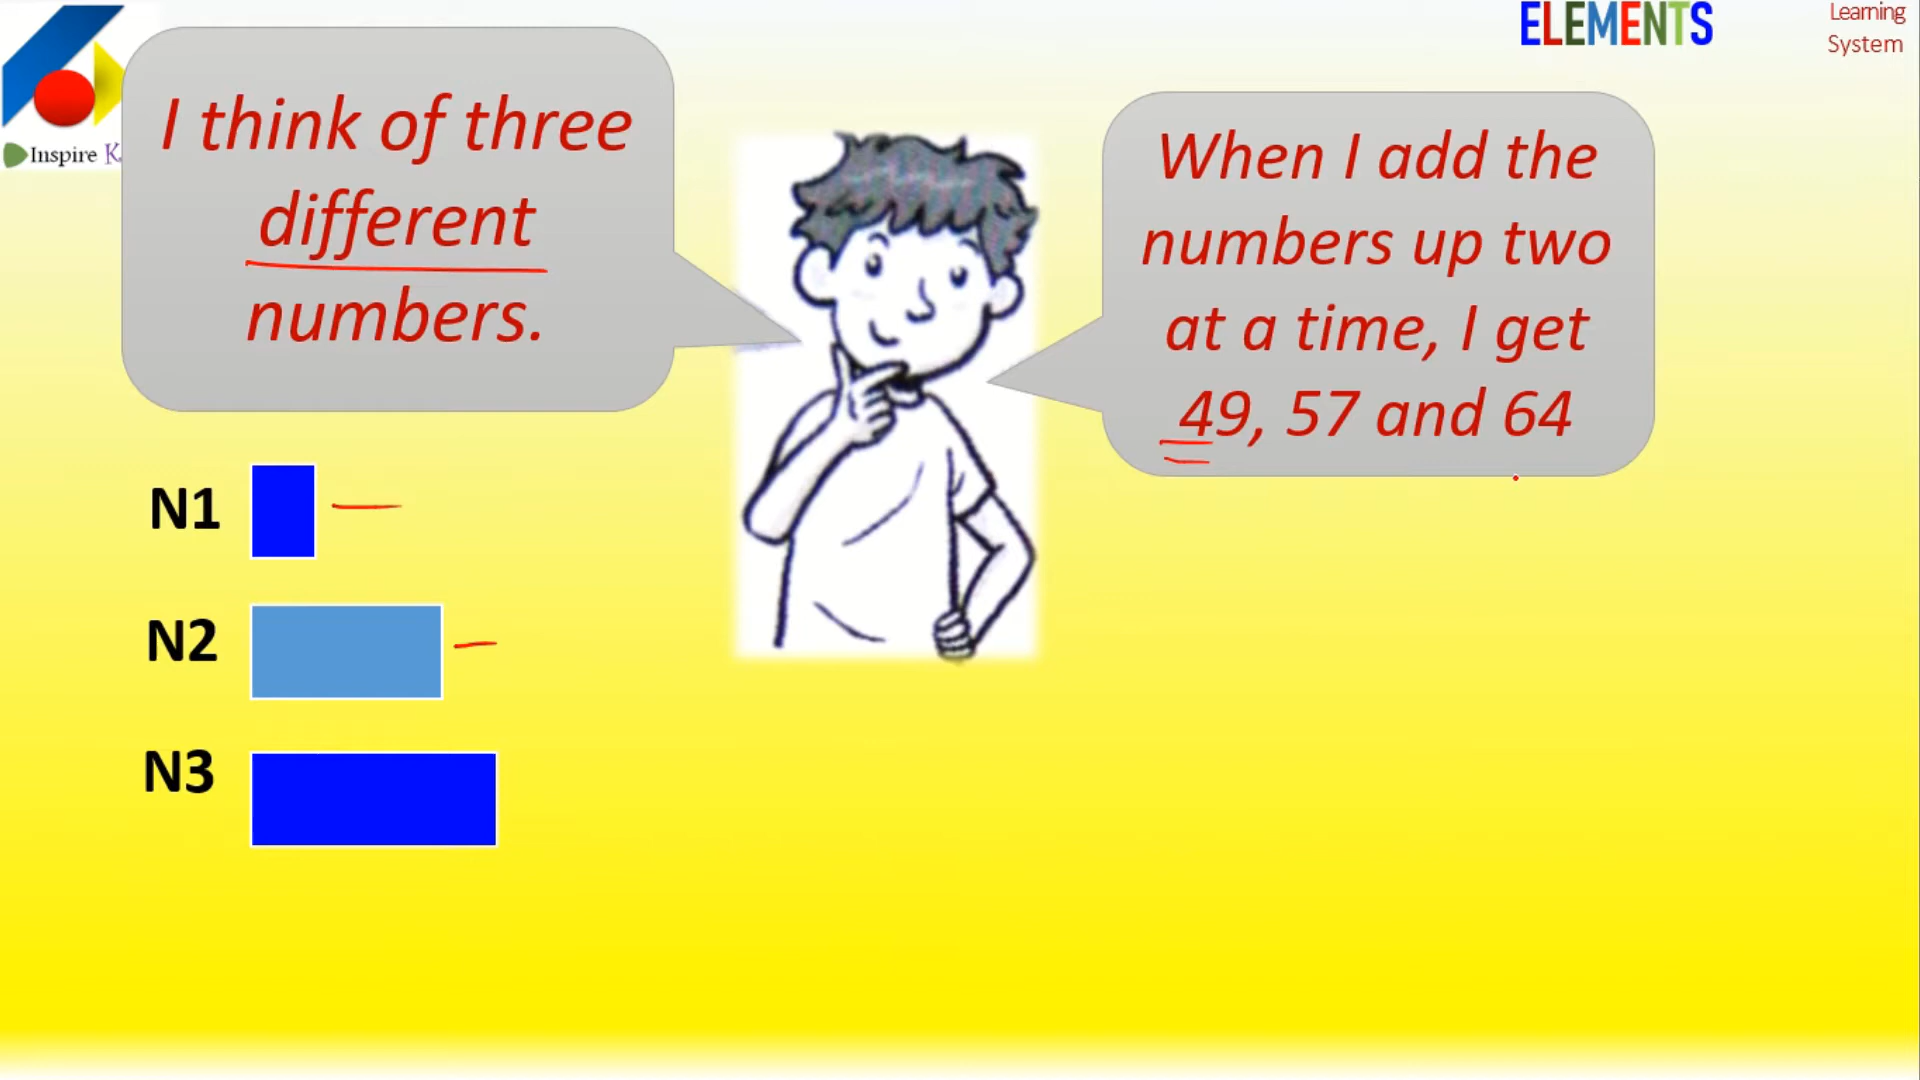 ELEMENTS
Learning
System
Inspire K
I think of three
different
numbers.
When I add the
numbers up two
at a time, I get
49, 57 and 64
N1
N2
N3